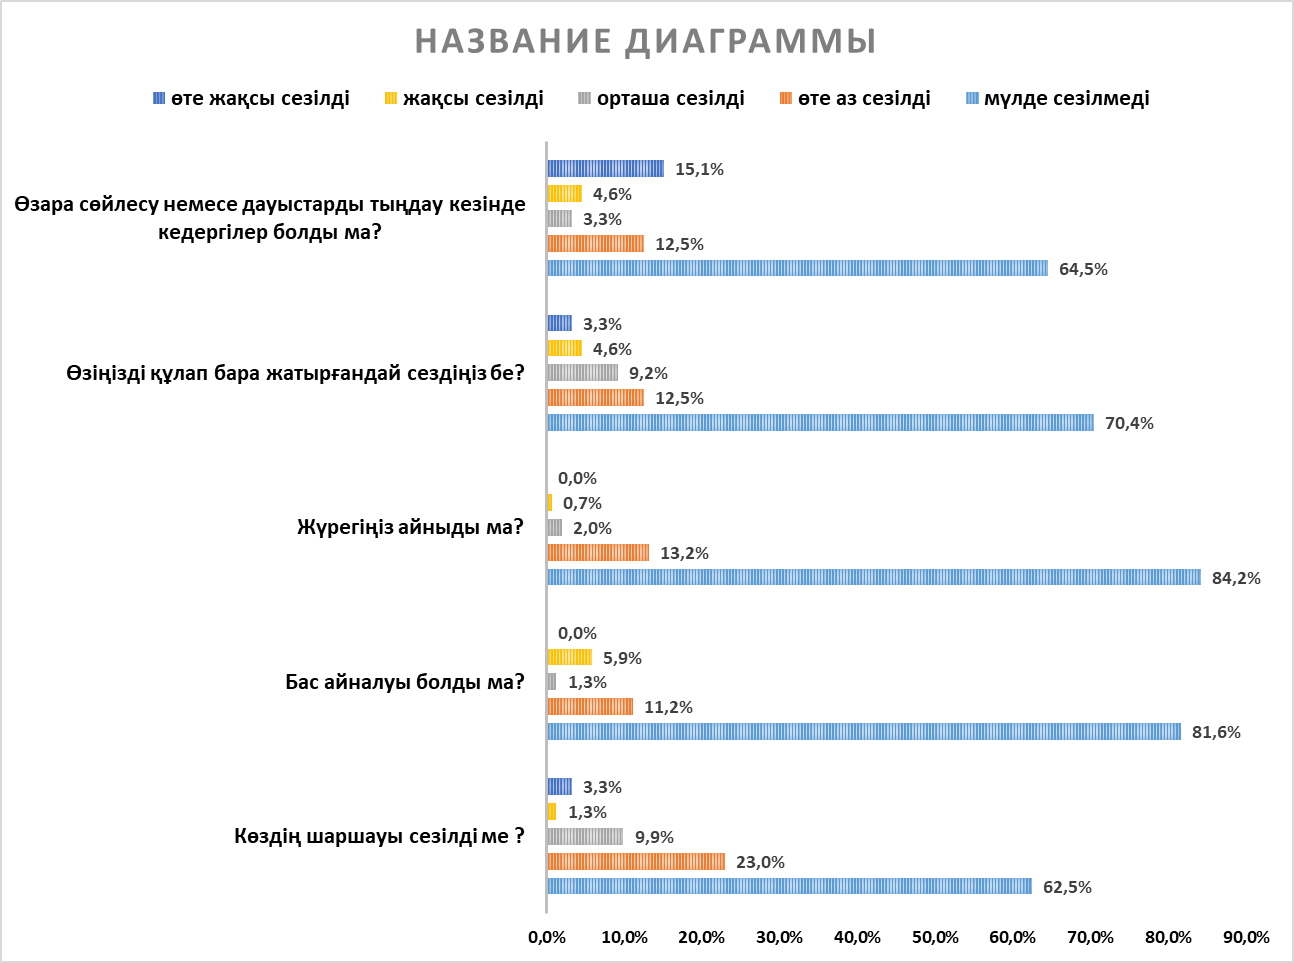 НАЗВАНИЕ ДИАГРАММЫ
өте жақсы сезілді жақсы сезілді орташа сезілді өте аз сезілді мүлде сезілмеді
Өзара сөйлесу немесе дауыстарды тыңдау кезінде
кедергілер болды ма?
15,1%
4,6%
3,3%
12,5%
64,5%
Өзіңізді құлап бара жатырғандай сездіңіз бе?
3,3%
4,6%
9,2%
12,5%
70,4%
Жүрегіңіз айныды ма?
0,0%
0,7%
2,0%
13,2%
84,2%
Бас айналуы болды ма?
0,0%
5,9%
1,3%
11,2%
81,6%
Көздің шаршауы сезілді ме ?
3,3%
1,3%
9,9%
23,0%
62,5%
0,0% 10,0% 20,0% 30,0% 40,0% 50,0% 60,0% 70,0% 80,0% 90,0%